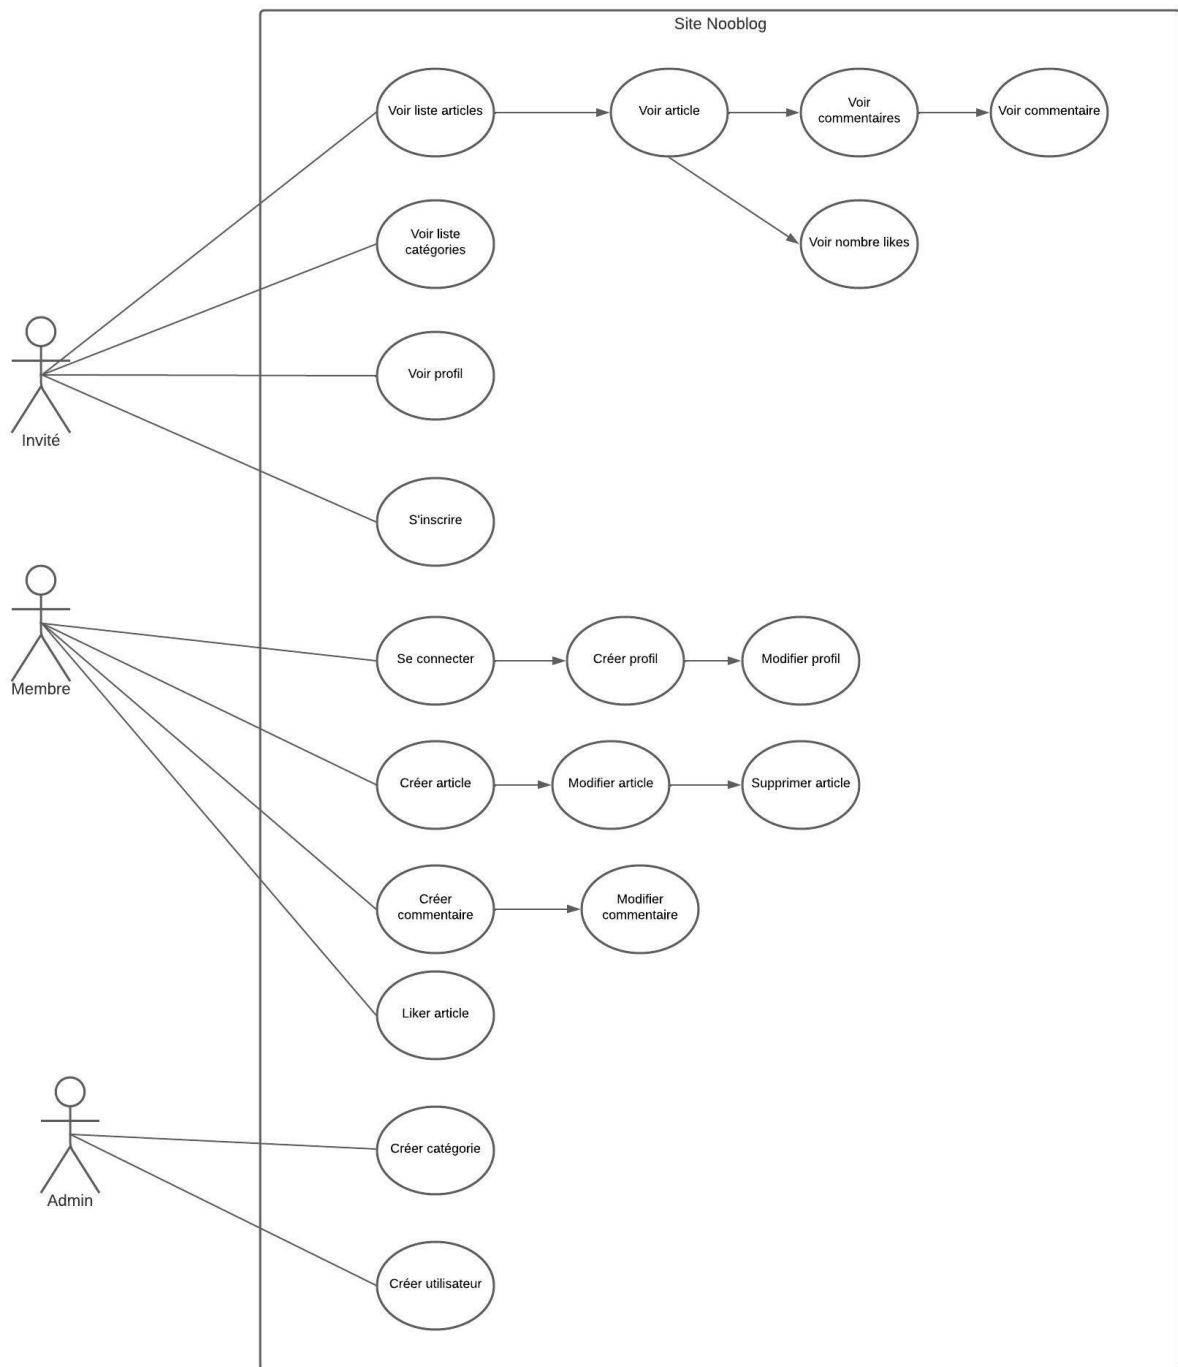 Site Nooblog
Voir liste articles
Voir article
Voir
commentaires
Voir commentaire
Voir liste
catégories
Voir nombre likes
Voir profil
Invité
S'inscrire
Membre
Se connecter
Créer profil
Modifier profil
Créer article
Modifier article
Supprimer article
Créer
commentaire
Modifier
commentaire
Liker article
Admin
Créer catégorie
Créer utilisateur